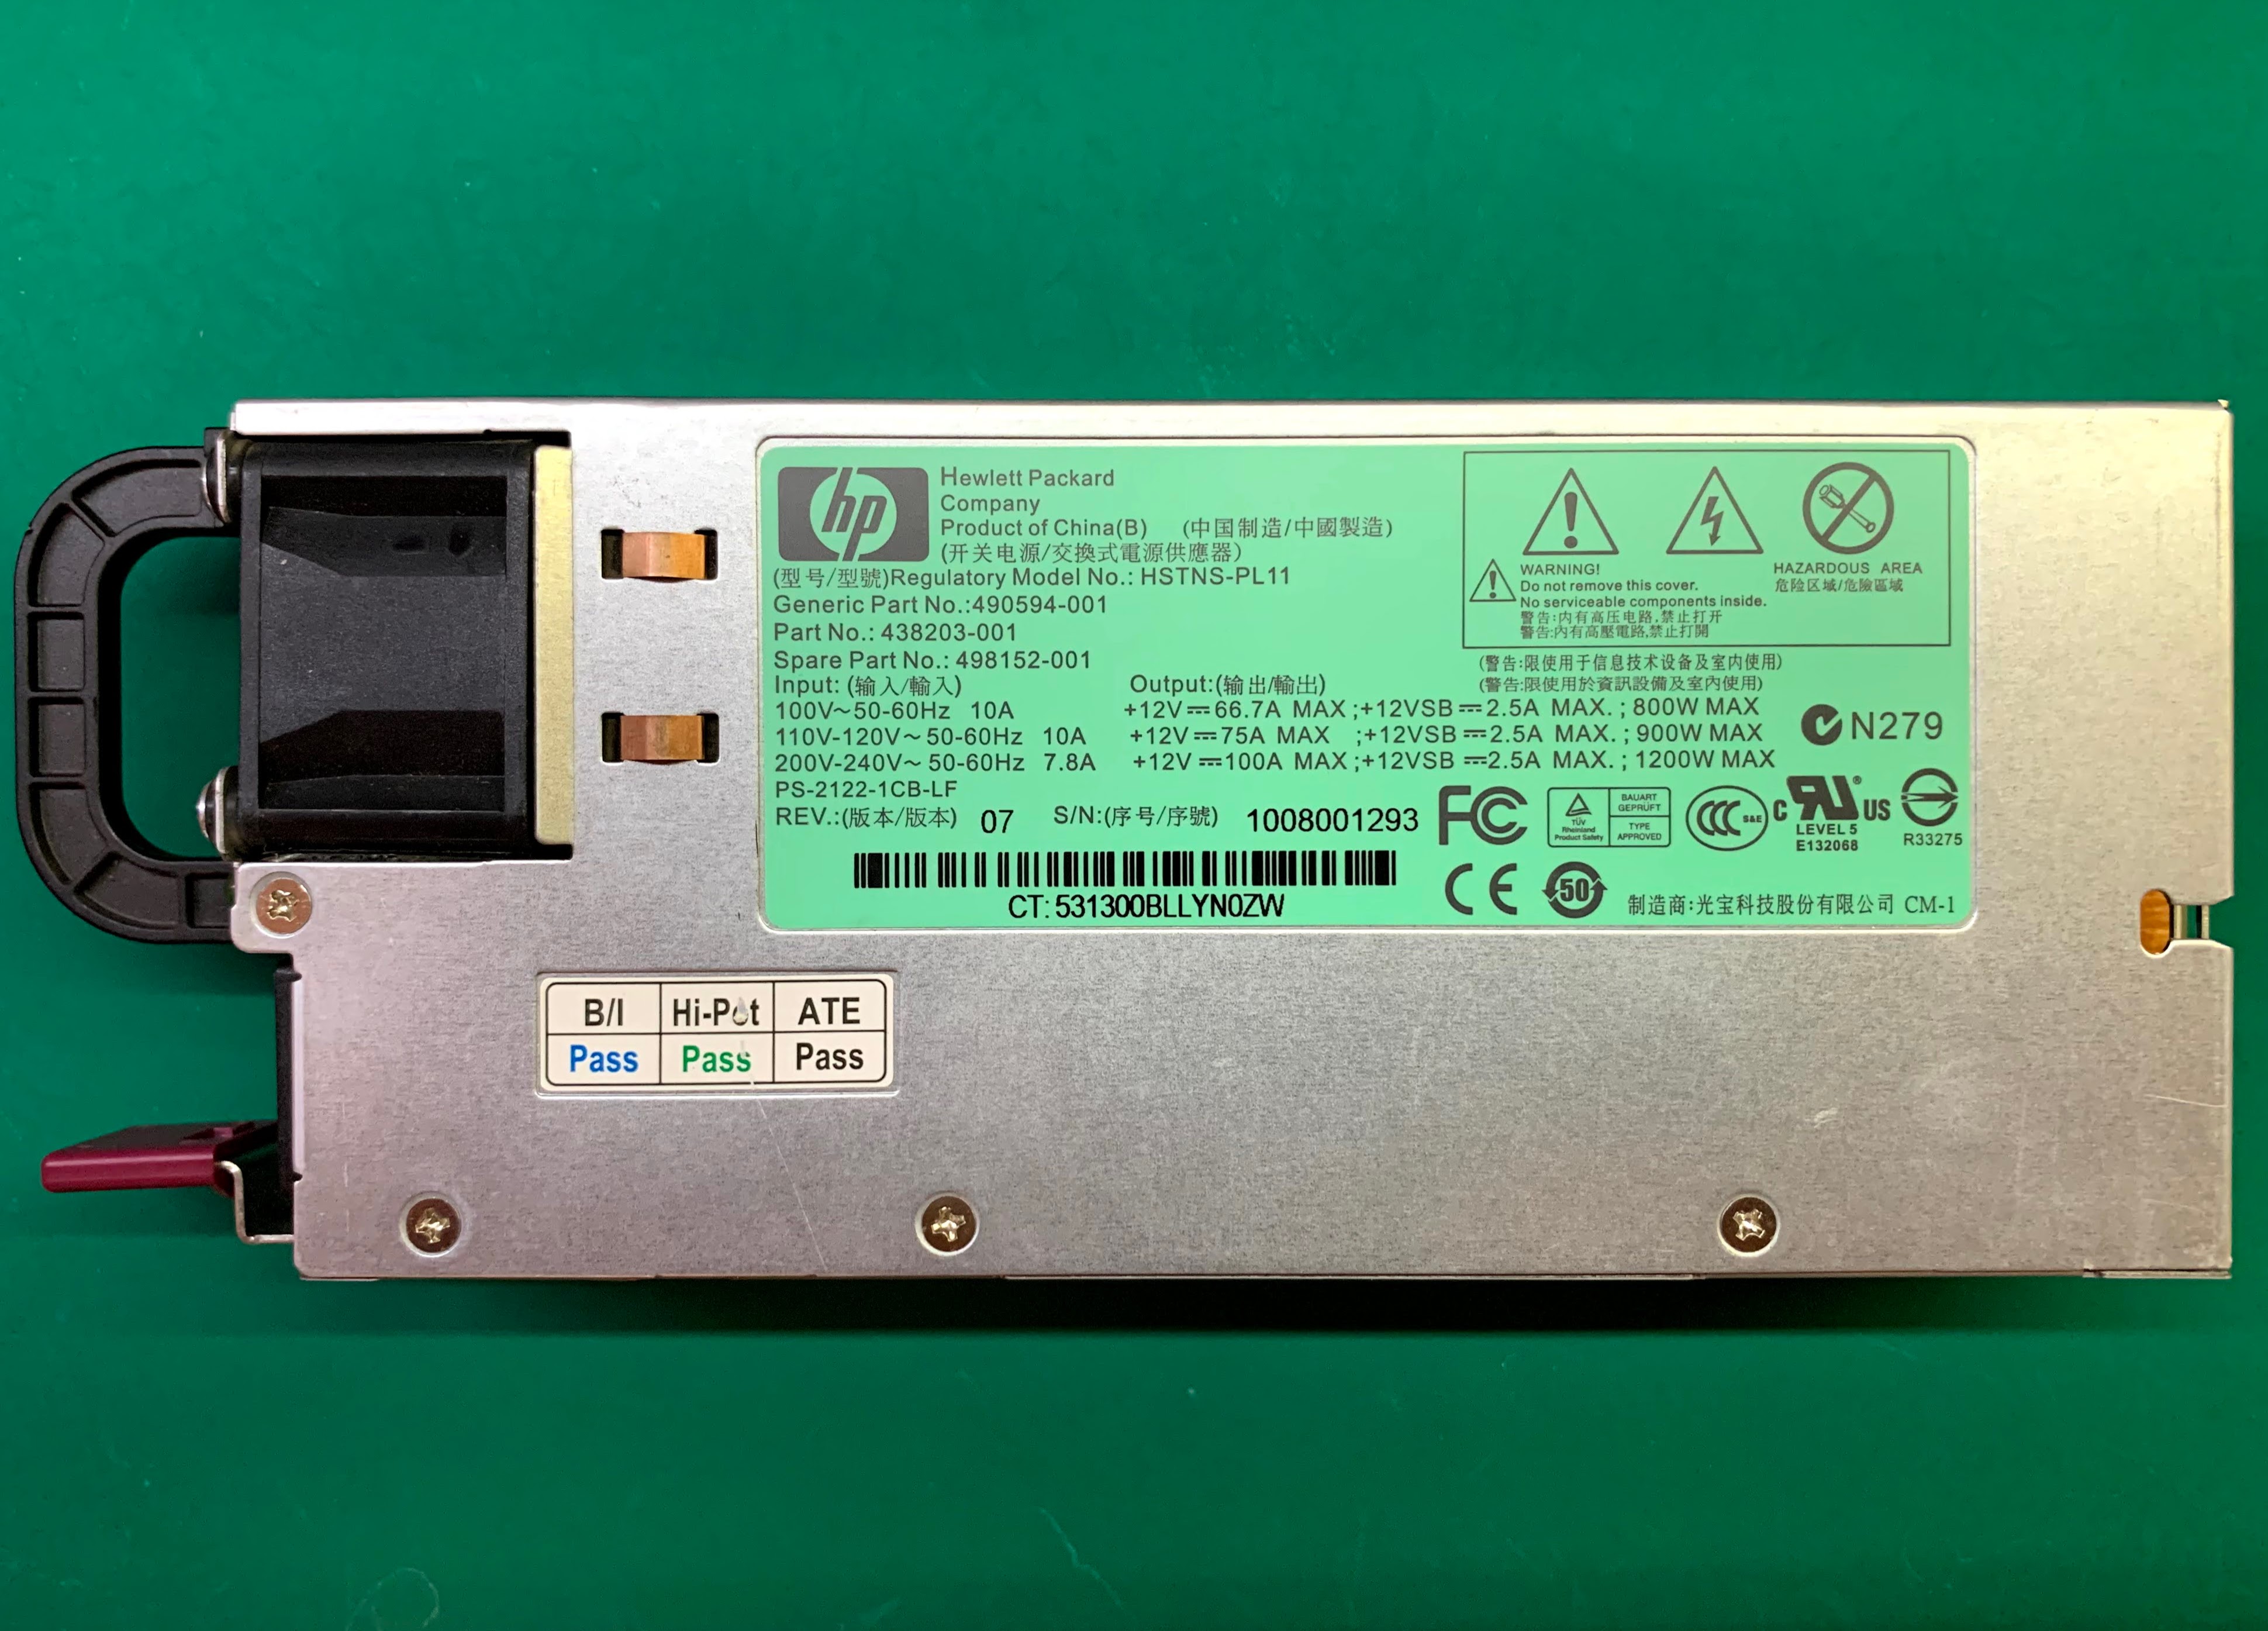 hp
Hewlett Packard
Company
Product of China(B) (中国制造/中國製造)
(开关电源/交換式電源供應器)
(型号/型號)Regulatory Model No.: HSTNS-PL11
Generic Part No.:490594-001
Part No.: 438203-001
Spare Part No.: 498152-001
Input: (输入/輸入) Output:(输出/輸出)
100V~50-60Hz 10A +12V⎓66.7A MAX ;+12VSB⎓2.5A MAX. ; 800W MAX
110V-120V~ 50-60Hz 10A +12V⎓75A MAX ;+12VSB⎓2.5A MAX. ; 900W MAX
200V-240V~ 50-60Hz 7.8A +12V⎓100A MAX ;+12VSB⎓2.5A MAX. ; 1200W MAX
PS-2122-1CB-LF
REV.:(版本/版本) 07 S/N:(序号/序號) 1008001293
CT: 531300BLLYN0ZW
WARNING!
Do not remove this cover.
No serviceable components inside.
警告:内有高压电路,禁止打开
警告:內有高壓電路,禁止打開
HAZARDOUS AREA
危险区域/危險區域
(警告:限使用于信息技术设备及室内使用)
(警告:限使用於資訊設備及室內使用)
N279
FC
TÜV
Rheinland
Product Safety
BAUART
GEPRÜFT
TYPE
APPROVED
CCC S&E
C RU® US
LEVEL 5
E132068
R33275
CE
50
制造商:光宝科技股份有限公司 CM-1
B/I Hi-Pot ATE
Pass Pass Pass